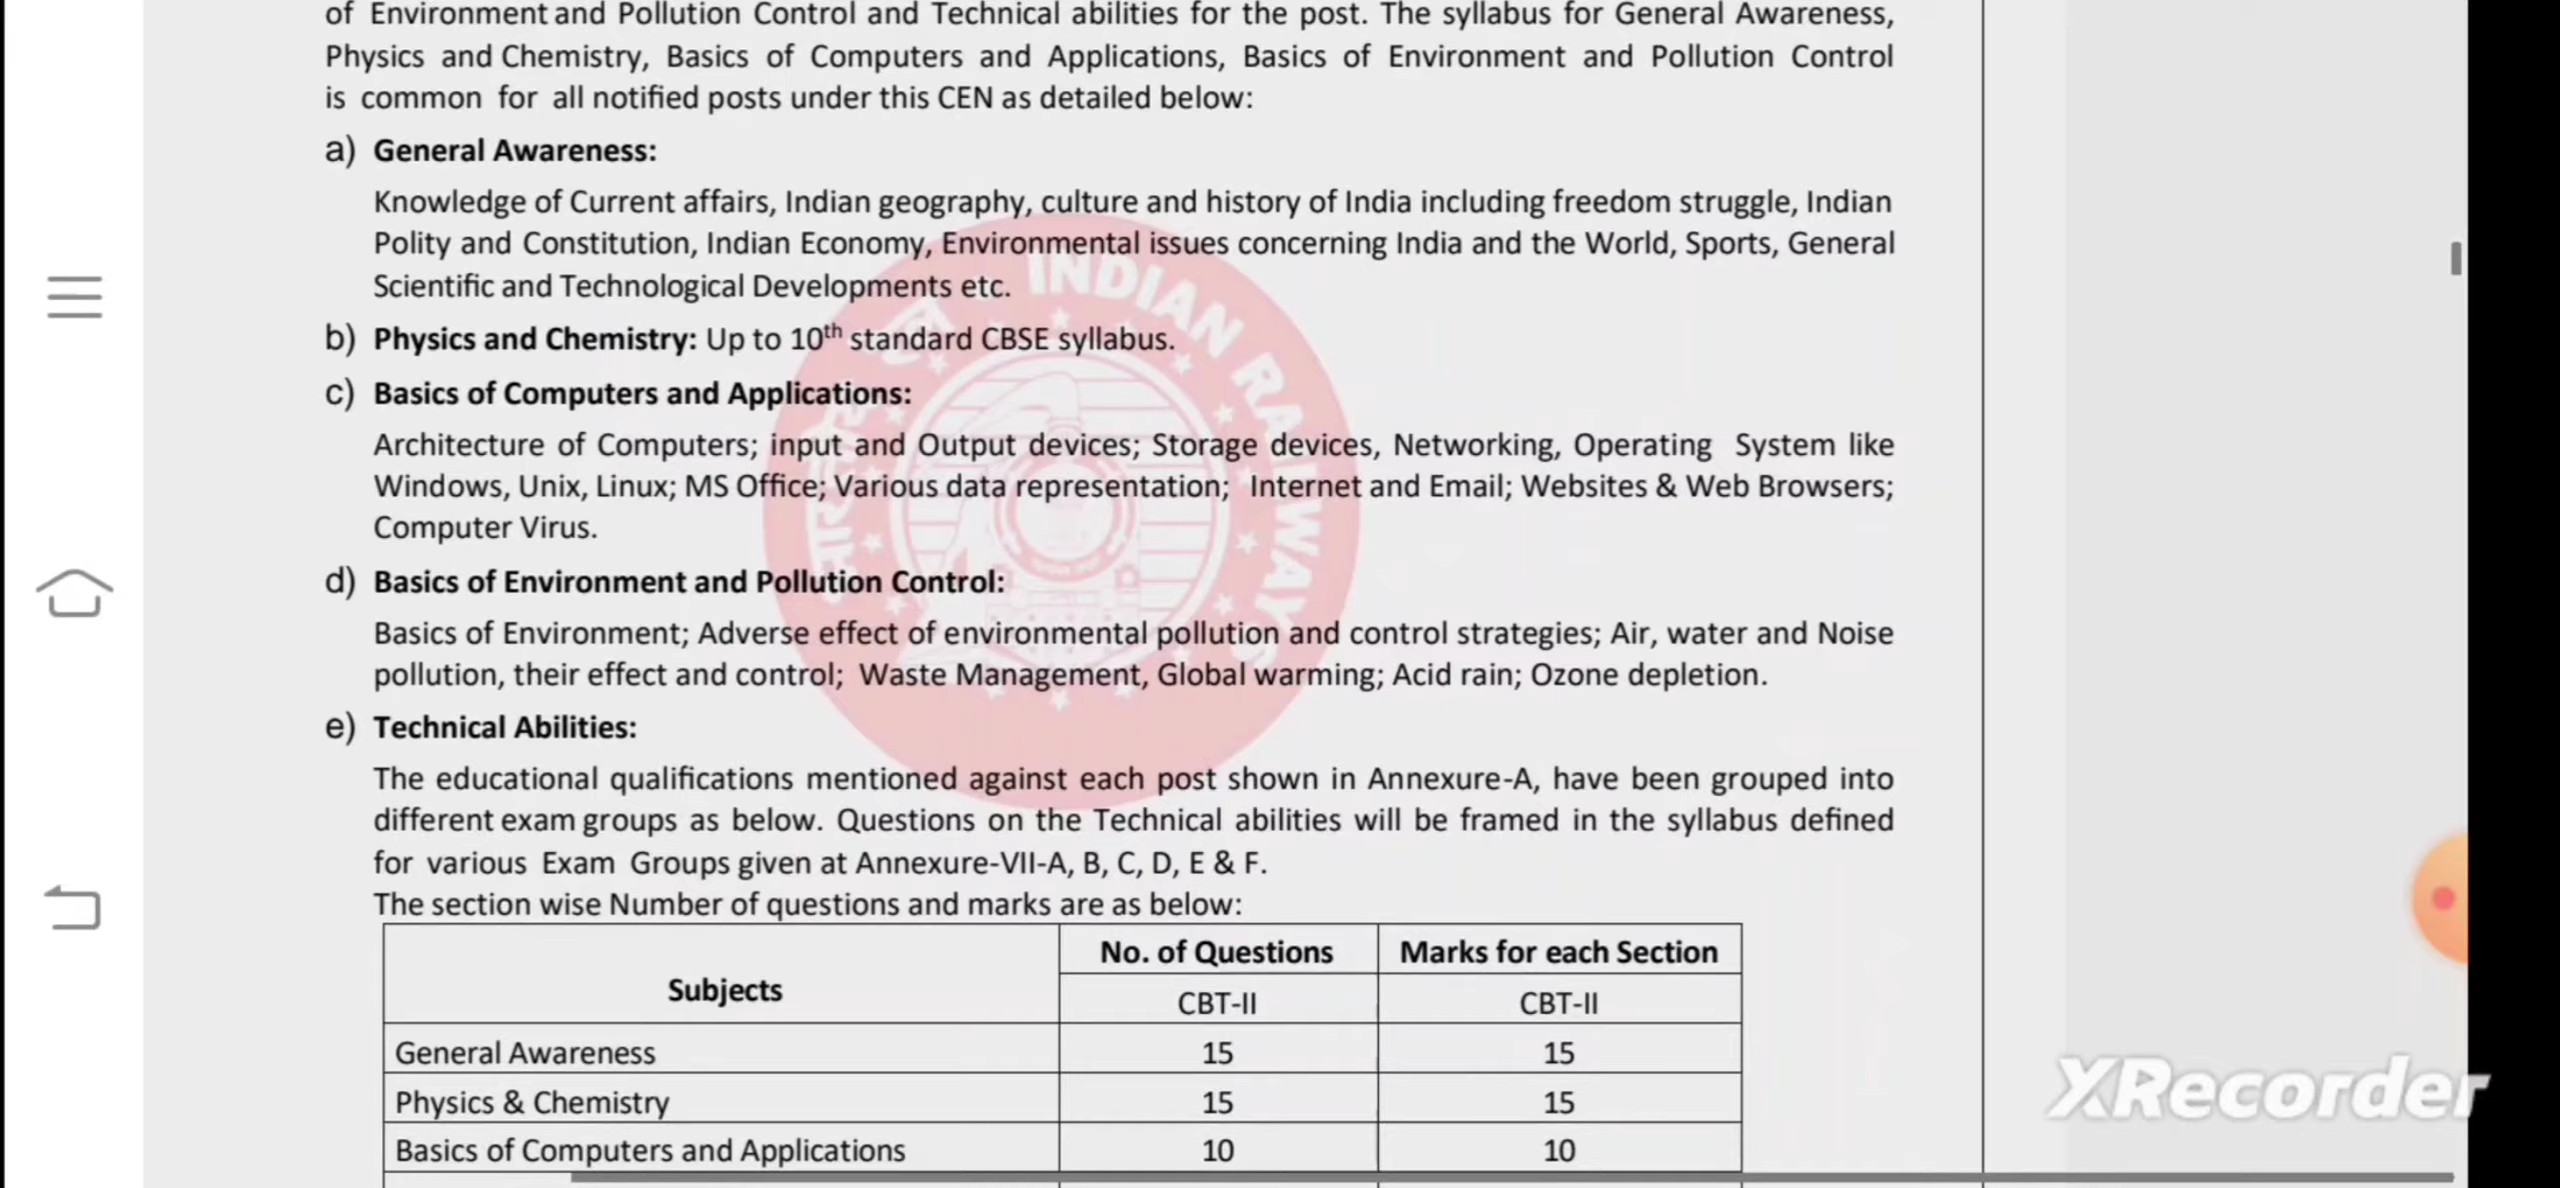 of Environment and Pollution Control and Technical abilities for the post. The syllabus for General Awareness,
Physics and Chemistry, Basics of Computers and Applications, Basics of Environment and Pollution Control
is common for all notified posts under this CEN as detailed below:
a) General Awareness:
Knowledge of Current affairs, Indian geography, culture and history of India including freedom struggle, Indian
Polity and Constitution, Indian Economy, Environmental issues concerning India and the World, Sports, General
Scientific and Technological Developments etc.
b) Physics and Chemistry: Up to 10th standard CBSE syllabus.
c) Basics of Computers and Applications:
Architecture of Computers; input and Output devices; Storage devices, Networking, Operating System like
Windows, Unix, Linux; MS Office; Various data representation; Internet and Email; Websites & Web Browsers;
Computer Virus.
d) Basics of Environment and Pollution Control:
Basics of Environment; Adverse effect of environmental pollution and control strategies; Air, water and Noise
pollution, their effect and control; Waste Management, Global warming; Acid rain; Ozone depletion.
e) Technical Abilities:
The educational qualifications mentioned against each post shown in Annexure-A, have been grouped into
different exam groups as below. Questions on the Technical abilities will be framed in the syllabus defined
for various Exam Groups given at Annexure-VII-A, B, C, D, E & F.
The section wise Number of questions and marks are as below:
Subjects No. of Questions Marks for each Section
CBT-II CBT-II
General Awareness 15 15
Physics & Chemistry 15 15
Basics of Computers and Applications 10 10
INDIAN RAILWAYS
XRecorder